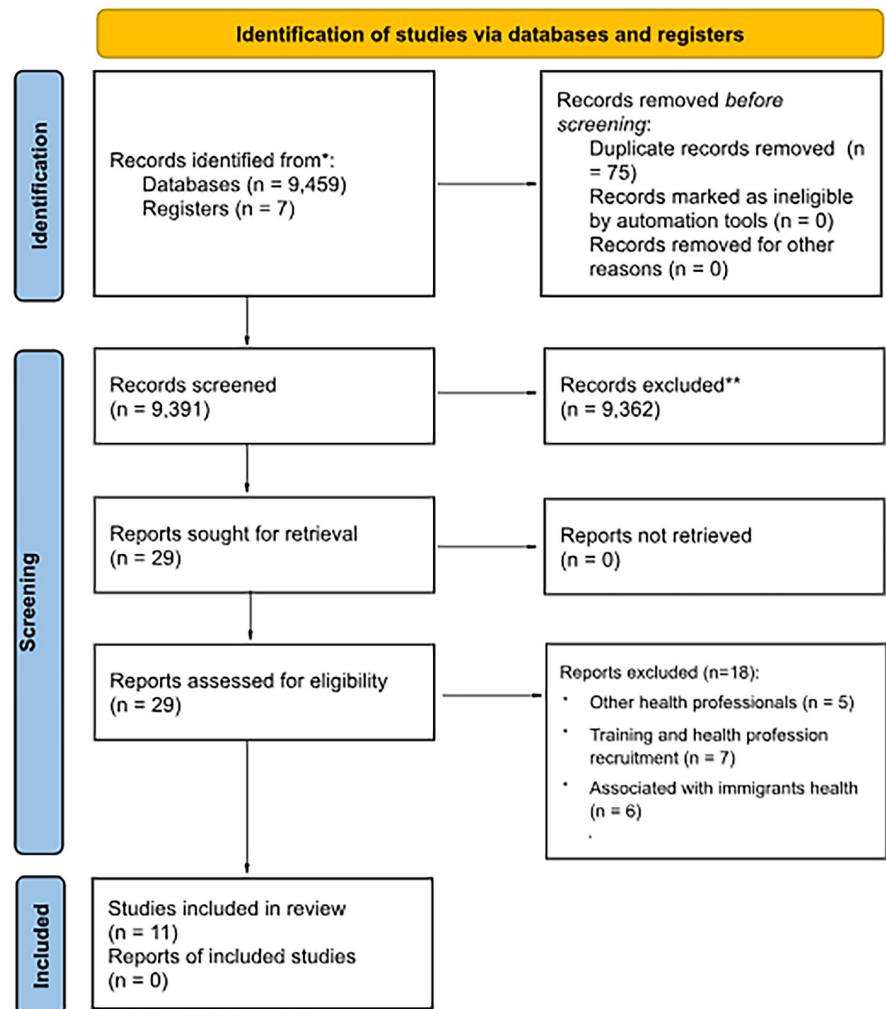 Identification of studies via databases and registers
Identification
Records identified from*:
Databases (n = 9,459)
Registers (n = 7)
Records removed before
screening:
Duplicate records removed (n
= 75)
Records marked as ineligible
by automation tools (n = 0)
Records removed for other
reasons (n = 0)
Screening
Records screened
(n = 9,391)
Records excluded**
(n = 9,362)
Reports sought for retrieval
(n = 29)
Reports not retrieved
(n = 0)
Reports assessed for eligibility
(n = 29)
Reports excluded (n=18):
• Other health professionals (n = 5)
• Training and health profession
recruitment (n = 7)
• Associated with immigrants health
(n = 6)
.
Included
Studies included in review
(n = 11)
Reports of included studies
(n = 0)